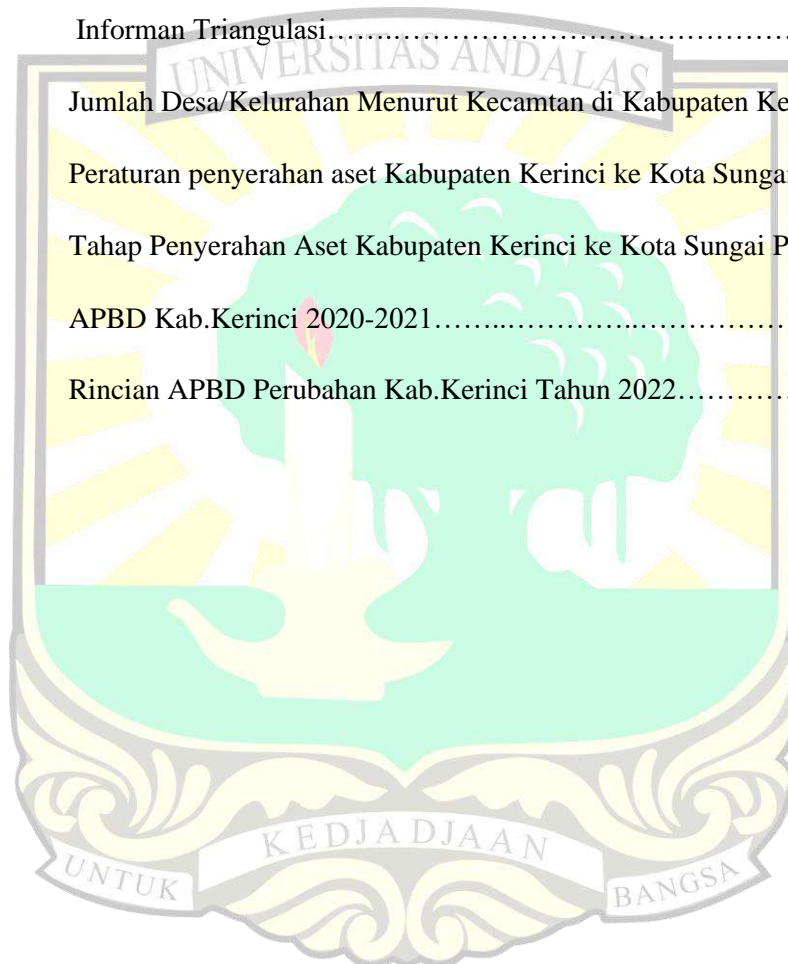 Informan Triangulasi……………………….………………
UNIVERSITAS ANDALAS
Jumlah Desa/Kelurahan Menurut Kecamtan di Kabupaten Ke
Peraturan penyerahan aset Kabupaten Kerinci ke Kota Sungai
Tahap Penyerahan Aset Kabupaten Kerinci ke Kota Sungai P
APBD Kab.Kerinci 2020-2021……..…………..……………
Rincian APBD Perubahan Kab.Kerinci Tahun 2022…………
UNTUK KEDJADJAAN BANGSA